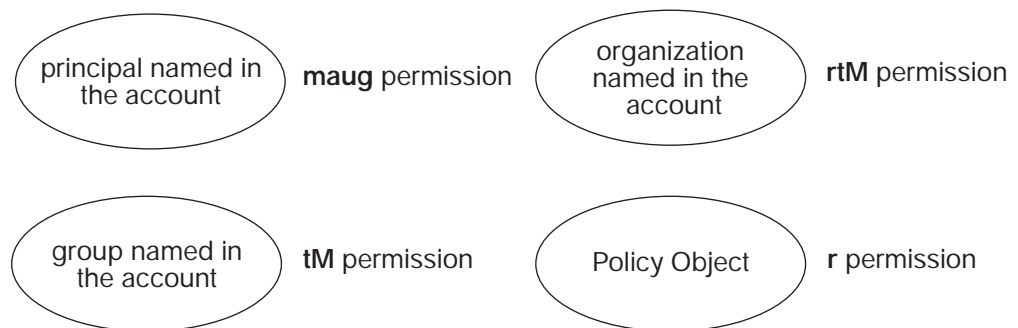 principal named in
the account
maug permission
organization
named in the
account
rtM permission
group named in
the account
tM permission
Policy Object
r permission